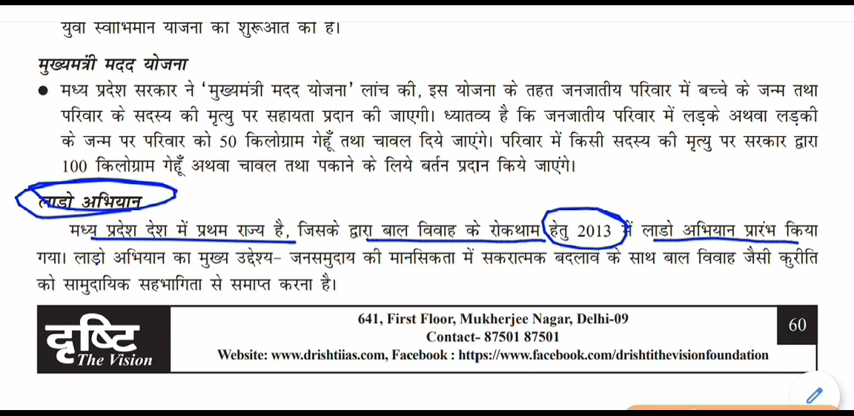 युवा स्वाभिमान योजना की शुरूआत की है।
मुख्यमंत्री मदद योजना
● मध्य प्रदेश सरकार ने ‘मुख्यमंत्री मदद योजना’ लांच की, इस योजना के तहत जनजातीय परिवार में बच्चे के जन्म तथा
परिवार के सदस्य की मृत्यु पर सहायता प्रदान की जाएगी। ध्यातव्य है कि जनजातीय परिवार में लड़के अथवा लड़की
के जन्म पर परिवार को 50 किलोग्राम गेहूँ तथा चावल दिये जाएंगे। परिवार में किसी सदस्य की मृत्यु पर सरकार द्वारा
100 किलोग्राम गेहूँ अथवा चावल तथा पकाने के लिये बर्तन प्रदान किये जाएंगे।
लाडो अभियान
मध्य प्रदेश देश में प्रथम राज्य है, जिसके द्वारा बाल विवाह के रोकथाम हेतु 2013 में लाडो अभियान प्रारंभ किया
गया। लाड़ो अभियान का मुख्य उद्देश्य- जनसमुदाय की मानसिकता में सकरात्मक बदलाव के साथ बाल विवाह जैसी कुरीति
को सामुदायिक सहभागिता से समाप्त करना है।
दृष्टि
The Vision
641, First Floor, Mukherjee Nagar, Delhi-09
Contact- 87501 87501
Website: www.drishtiias.com, Facebook : https://www.facebook.com/drishtithevisionfoundation
60